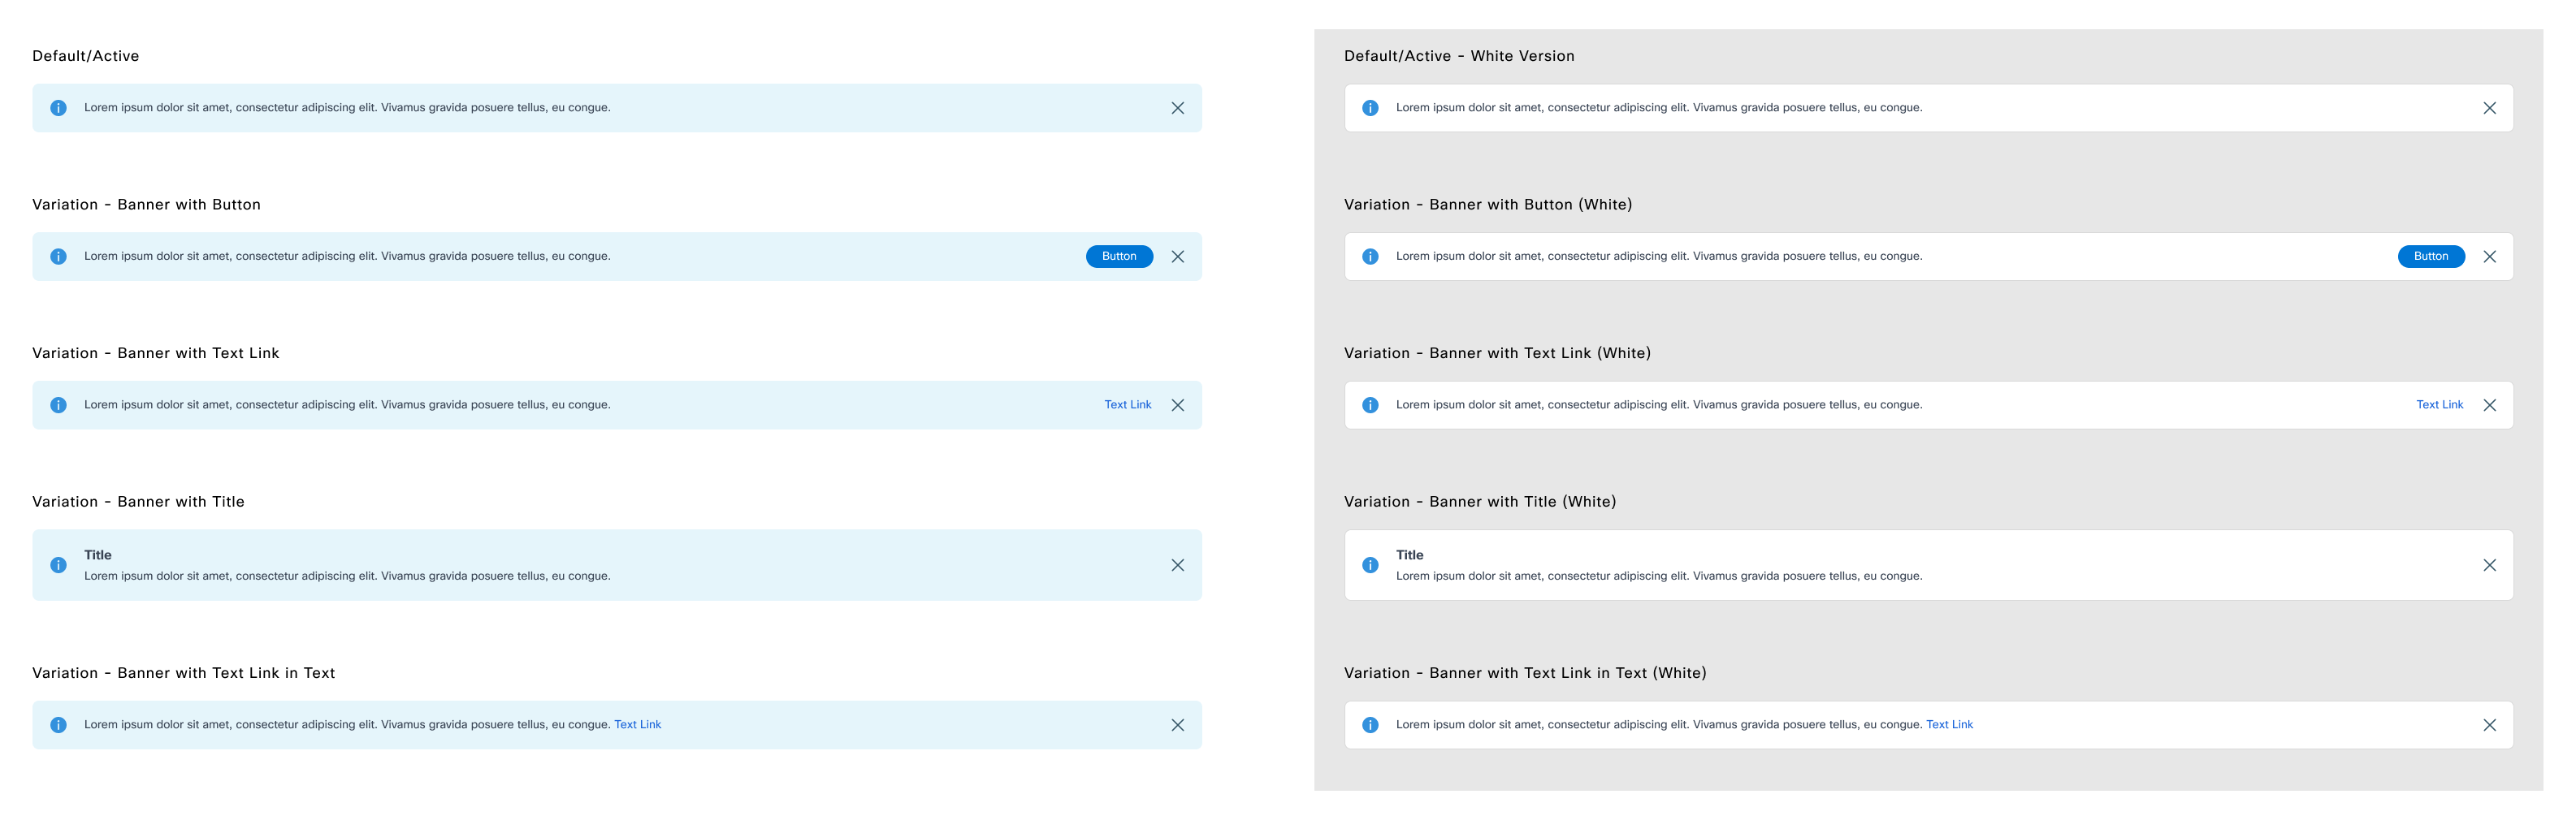 Default/Active
Lorem ipsum dolor sit amet, consectetur adipiscing elit. Vivamus gravida posuere tellus, eu congue.
Variation - Banner with Button
Lorem ipsum dolor sit amet, consectetur adipiscing elit. Vivamus gravida posuere tellus, eu congue. Button
Variation - Banner with Text Link
Lorem ipsum dolor sit amet, consectetur adipiscing elit. Vivamus gravida posuere tellus, eu congue. Text Link
Variation - Banner with Title
Title
Lorem ipsum dolor sit amet, consectetur adipiscing elit. Vivamus gravida posuere tellus, eu congue.
Variation - Banner with Text Link in Text
Lorem ipsum dolor sit amet, consectetur adipiscing elit. Vivamus gravida posuere tellus, eu congue. Text Link
Default/Active - White Version
Lorem ipsum dolor sit amet, consectetur adipiscing elit. Vivamus gravida posuere tellus, eu congue.
Variation - Banner with Button (White)
Lorem ipsum dolor sit amet, consectetur adipiscing elit. Vivamus gravida posuere tellus, eu congue. Button
Variation - Banner with Text Link (White)
Lorem ipsum dolor sit amet, consectetur adipiscing elit. Vivamus gravida posuere tellus, eu congue. Text Link
Variation - Banner with Title (White)
Title
Lorem ipsum dolor sit amet, consectetur adipiscing elit. Vivamus gravida posuere tellus, eu congue.
Variation - Banner with Text Link in Text (White)
Lorem ipsum dolor sit amet, consectetur adipiscing elit. Vivamus gravida posuere tellus, eu congue. Text Link